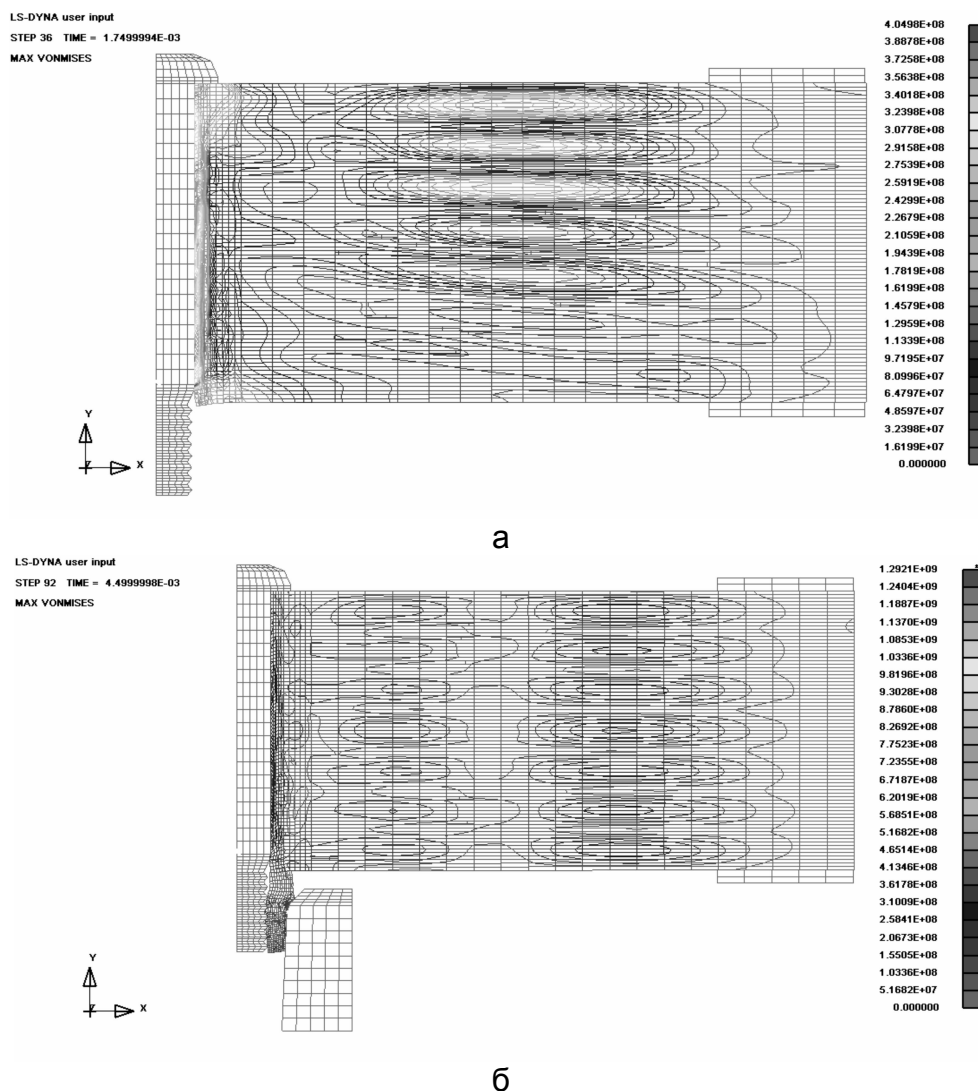 LS-DYNA user input
STEP 36 TIME = 1.7499994E-03
MAX VONMISES
4.0498E+08
3.8878E+08
3.7258E+08
3.5638E+08
3.4018E+08
3.2398E+08
3.0778E+08
2.9158E+08
2.7539E+08
2.5919E+08
2.4299E+08
2.2679E+08
2.1059E+08
1.9439E+08
1.7819E+08
1.6199E+08
1.4579E+08
1.2959E+08
1.1339E+08
9.7195E+07
8.0996E+07
6.4797E+07
4.8597E+07
3.2398E+07
1.6199E+07
0.000000
Y
Z X
а
LS-DYNA user input
STEP 92 TIME = 4.4999998E-03
MAX VONMISES
1.2921E+09
1.2404E+09
1.1887E+09
1.1370E+09
1.0853E+09
1.0336E+09
9.8196E+08
9.3028E+08
8.7860E+08
8.2692E+08
7.7523E+08
7.2355E+08
6.7187E+08
6.2019E+08
5.6851E+08
5.1682E+08
4.6514E+08
4.1346E+08
3.6178E+08
3.1009E+08
2.5841E+08
2.0673E+08
1.5505E+08
1.0336E+08
5.1682E+07
0.000000
Y
Z X
б